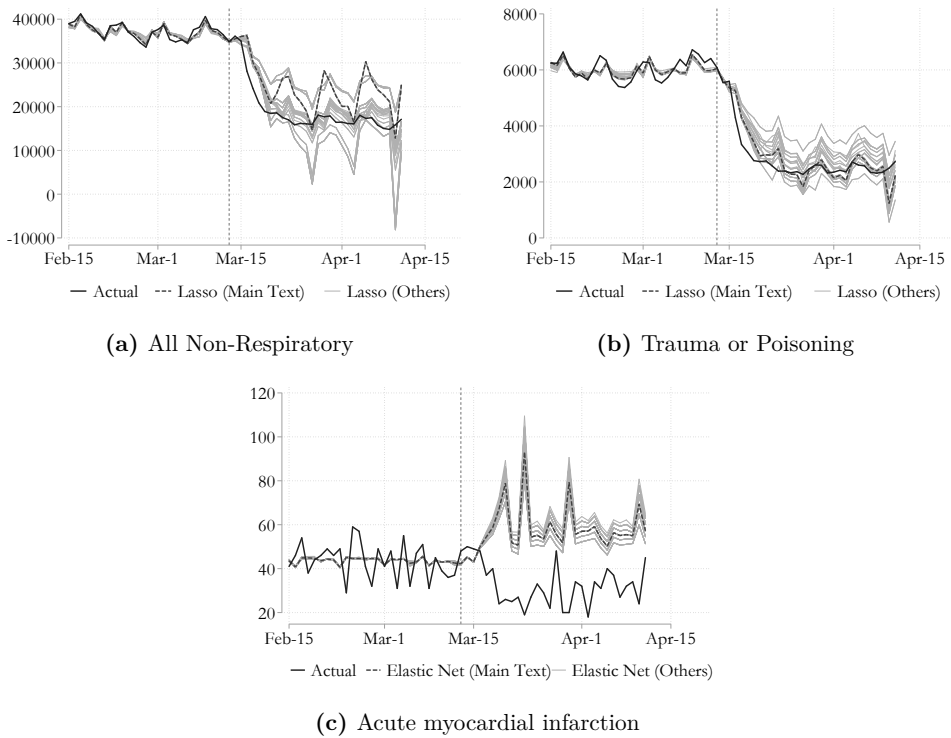 40000
30000
20000
10000
0
-10000
Feb-15 Mar-1 Mar-15 Apr-1 Apr-15
Actual Lasso (Main Text) Lasso (Others)
(a) All Non-Respiratory
8000
6000
4000
2000
0
Feb-15 Mar-1 Mar-15 Apr-1 Apr-15
Actual Lasso (Main Text) Lasso (Others)
(b) Trauma or Poisoning
120
100
80
60
40
20
Feb-15 Mar-1 Mar-15 Apr-1 Apr-15
Actual Elastic Net (Main Text) Elastic Net (Others)
(c) Acute myocardial infarction